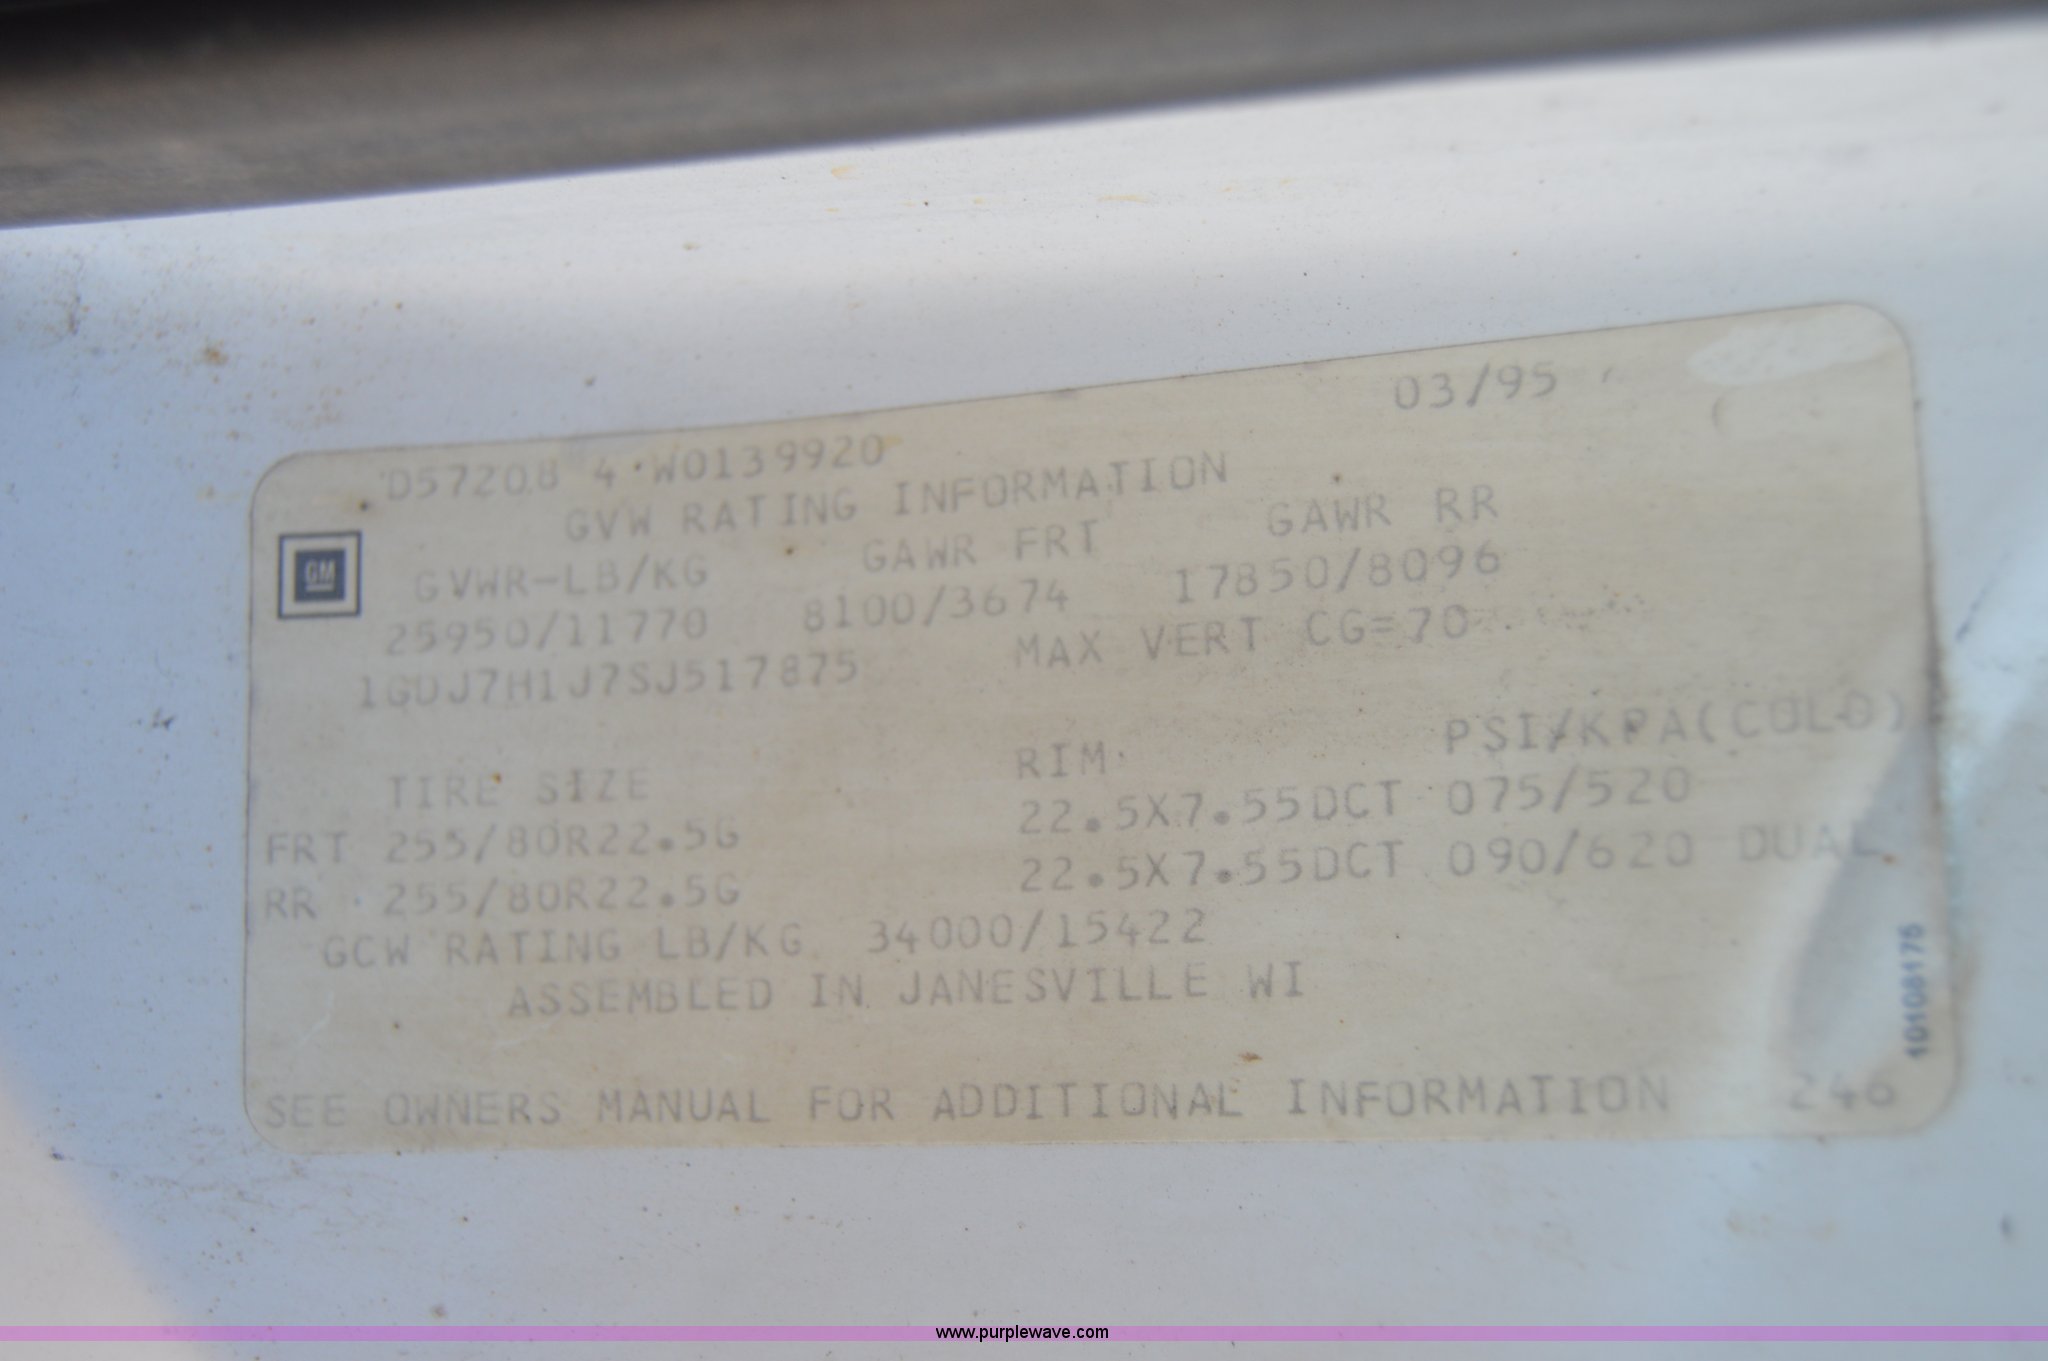 03/95
D57208 4 W0139920
GVW RATING INFORMATION
GM
GVWR-LB/KG GAWR FRT GAWR RR
25950/11770 8100/3674 17850/8096
1GDJ7H1J7SJ517875 MAX VERT CG=70
TIRE SIZE RIM PSI/KPA(COLD)
FRT 255/80R22.5G 22.5X7.55DCT 075/520
RR 255/80R22.5G 22.5X7.55DCT 090/620 DUAL
GCW RATING LB/KG 34000/15422
ASSEMBLED IN JANESVILLE WI
SEE OWNERS MANUAL FOR ADDITIONAL INFORMATION 246
10108175
www.purplewave.com